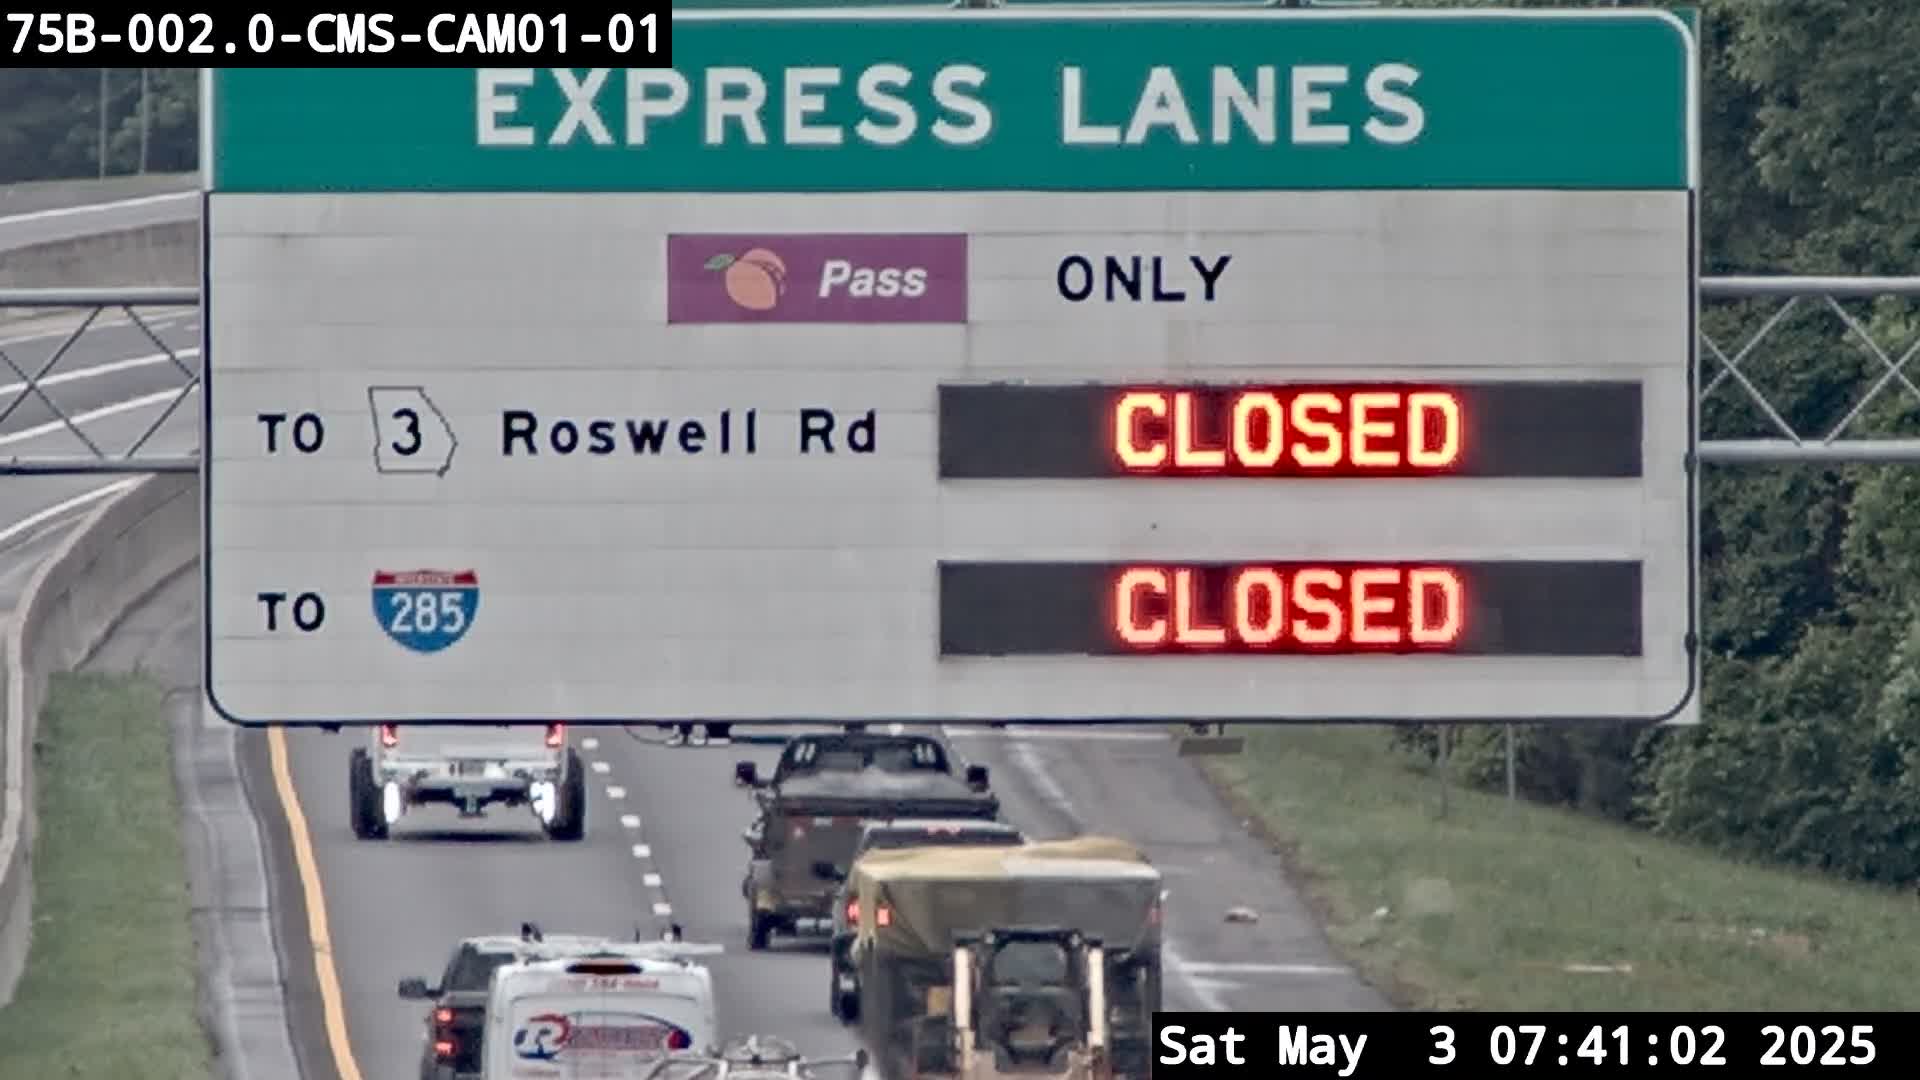 75B-002.0-CMS-CAM01-01
EXPRESS LANES
Pass ONLY
TO 3 Roswell Rd CLOSED
TO 285 CLOSED
Sat May 3 07:41:02 2025